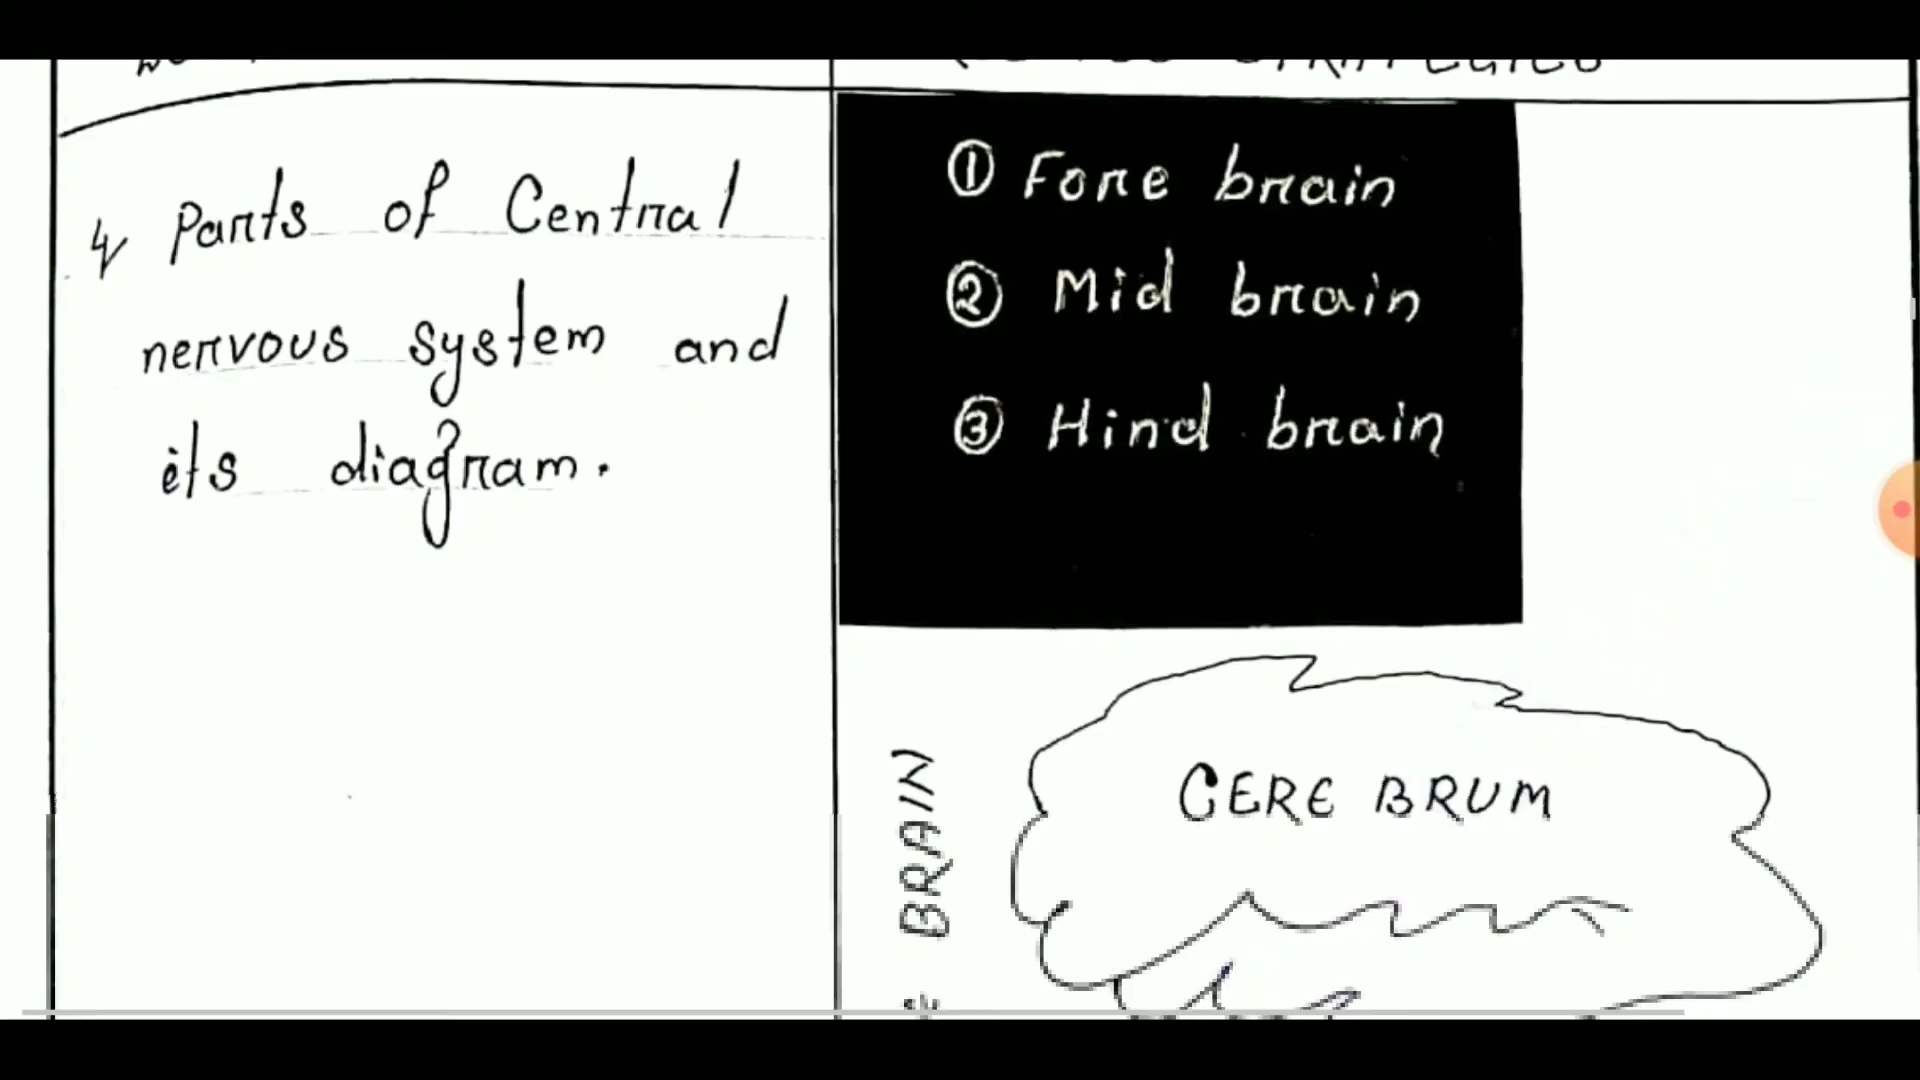 4 Parts of Central
nervous system and
its diagram.
① Fore brain
② Mid brain
③ Hind brain
CERE BRUM
BRAIN